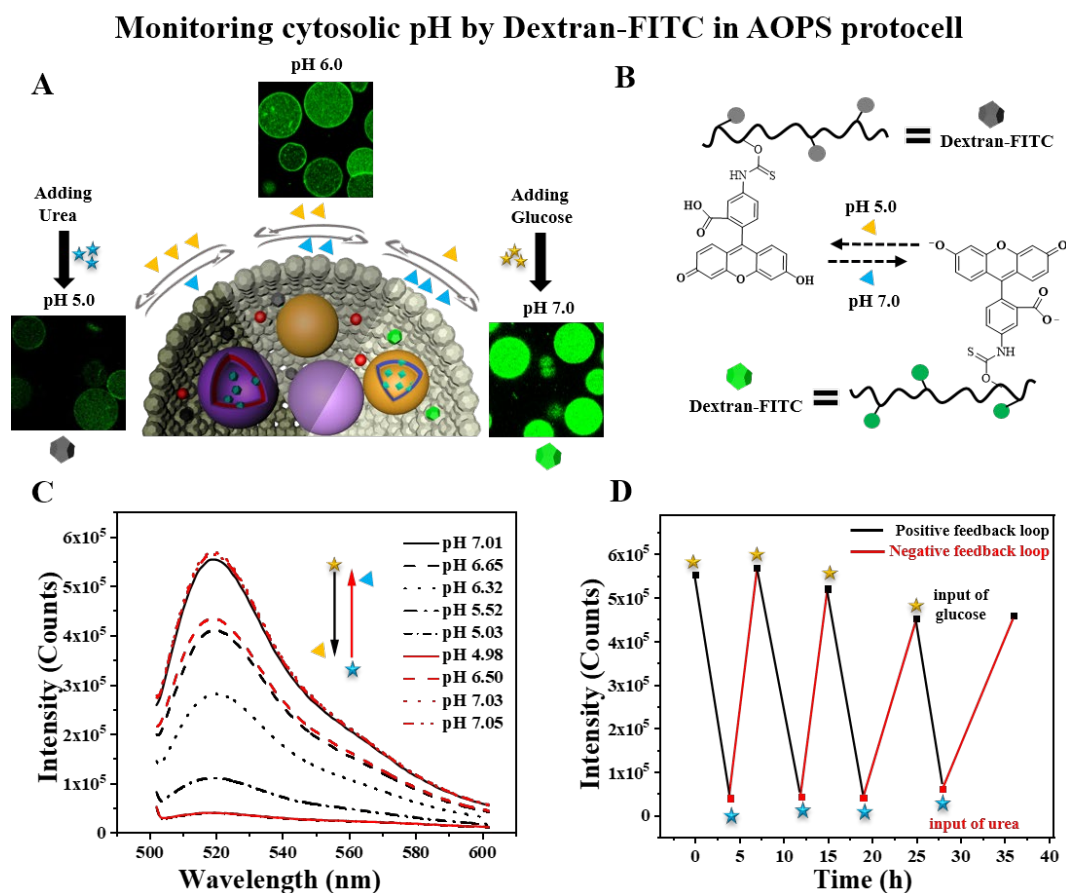 Monitoring cytosolic pH by Dextran-FITC in AOPS protocell
A
pH 6.0
Adding
Urea
pH 5.0
Adding
Glucose
pH 7.0
B
Dextran-FITC
O
NH
S
HO
O
O
O
OH
pH 5.0
pH 7.0
⁻O
O
O
O
O⁻
S
NH
O
Dextran-FITC
C
Intensity (Counts)
6x10⁵
5x10⁵
4x10⁵
3x10⁵
2x10⁵
1x10⁵
0
500
520
540
560
580
600
Wavelength (nm)
pH 7.01
pH 6.65
pH 6.32
pH 5.52
pH 5.03
pH 4.98
pH 6.50
pH 7.03
pH 7.05
D
Intensity (Counts)
6x10⁵
5x10⁵
4x10⁵
3x10⁵
2x10⁵
1x10⁵
0
Positive feedback loop
Negative feedback loop
input of
glucose
input of urea
0
5
10
15
20
25
30
35
40
Time (h)